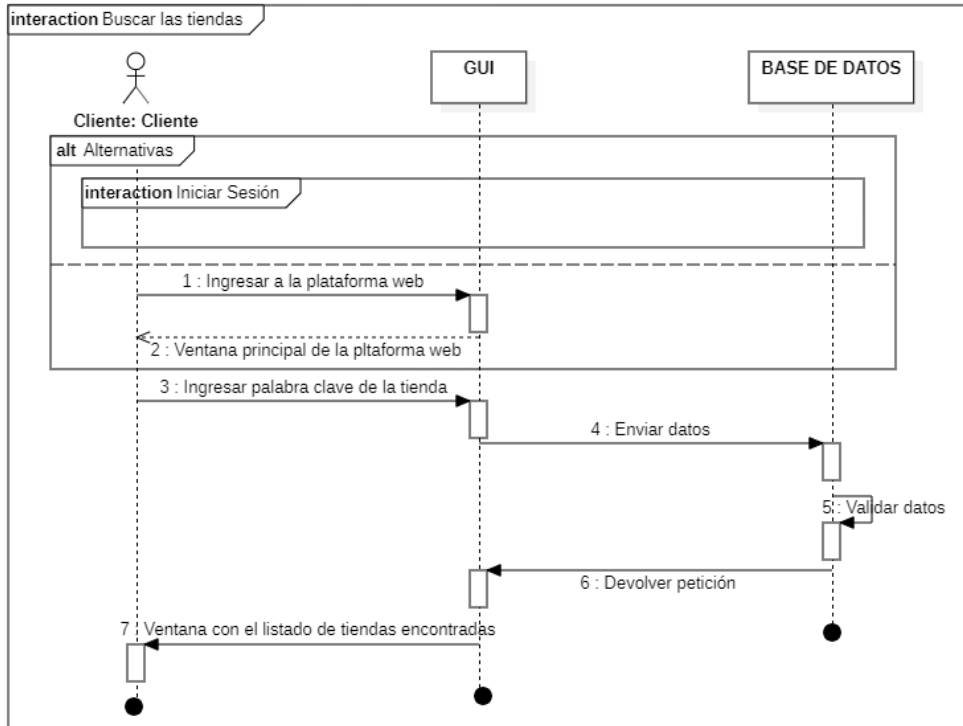 interaction Buscar las tiendas
GUI
BASE DE DATOS
Cliente: Cliente
alt Alternativas
interaction Iniciar Sesión
1 : Ingresar a la plataforma web
2 : Ventana principal de la pltaforma web
3 : Ingresar palabra clave de la tienda
4 : Enviar datos
5 : Validar datos
6 : Devolver petición
7 : Ventana con el listado de tiendas encontradas